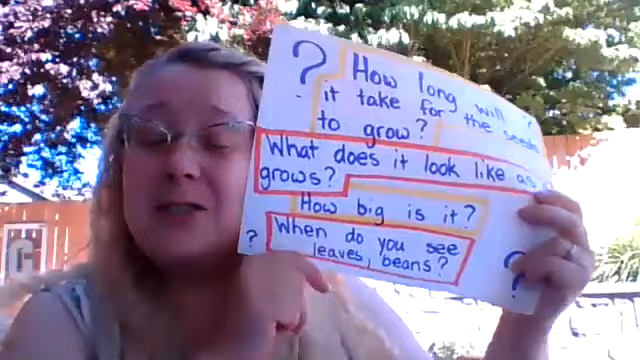 ? How long will
it take for the seeds
to grow?
What does it look like as
grows?
How big is it?
? When do you see
leaves, beans?
?